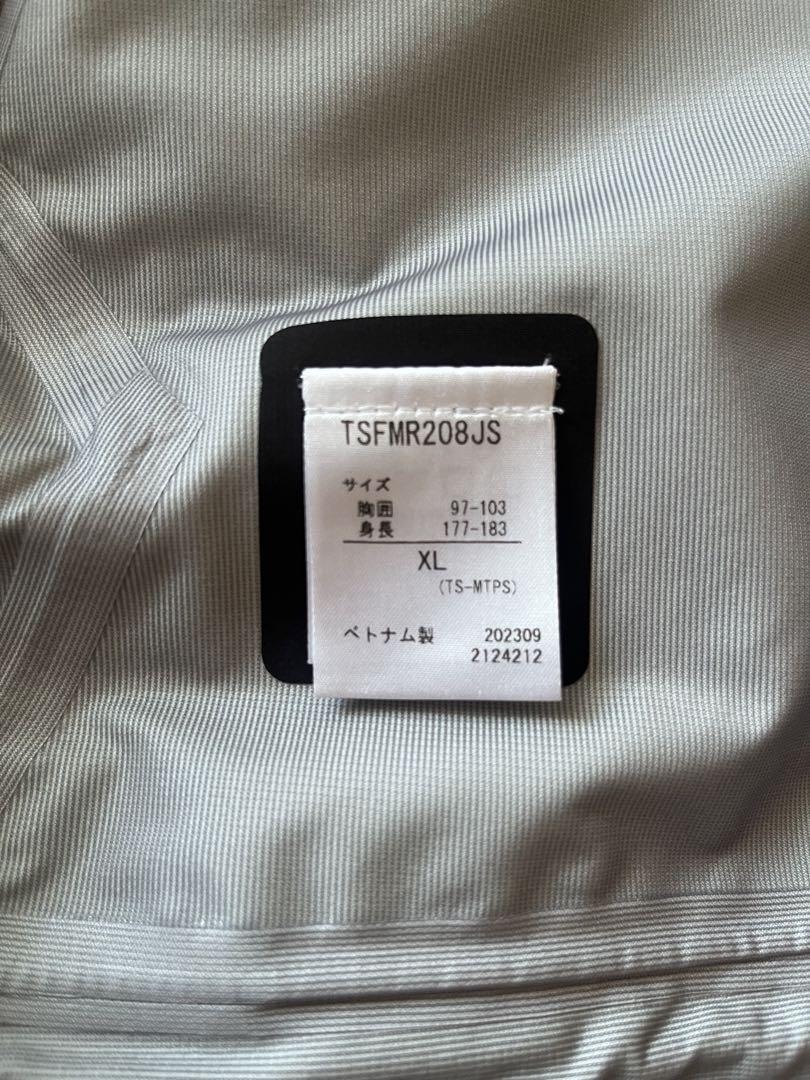 TSFMR208JS
サイズ
胸囲 97-103
身長 177-183
XL
(TS-MTPS)
ベトナム製 202309
2124212